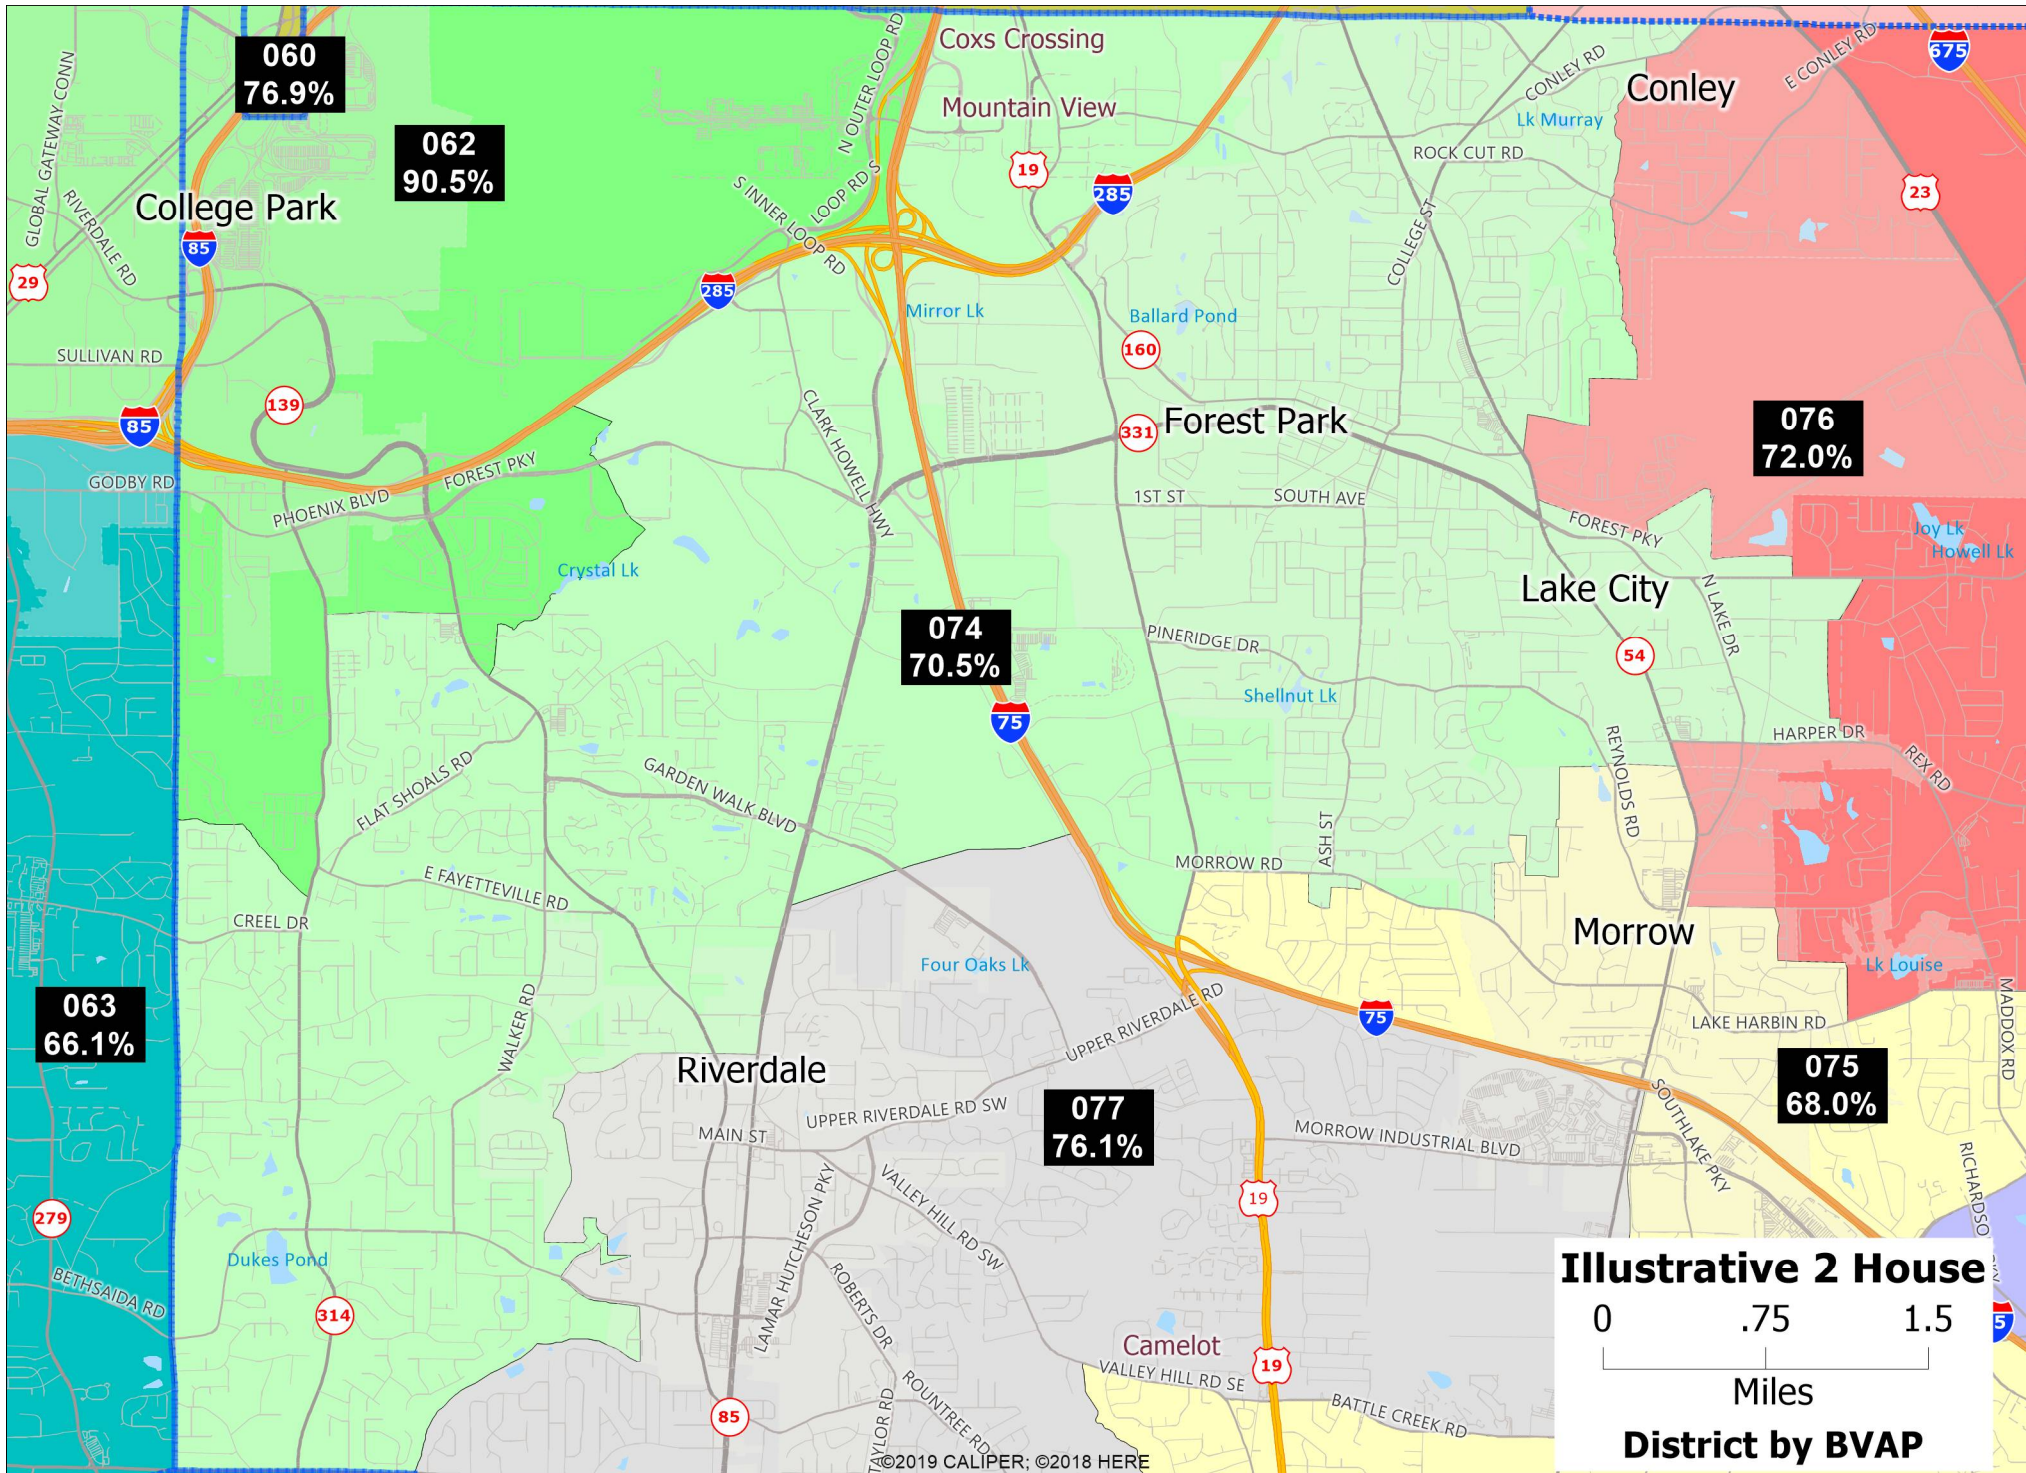 Coxs Crossing
675
060
76.9%
GLOBAL GATEWAY CONN
N OUTER LOOP RD
CONLEY RD
E CONLEY RD
Conley
Mountain View
Lk Murray
062
90.5%
19
285
ROCK CUT RD
23
LOOP RD S
S INNER LOOP RD
College Park
RIVERDALE RD
85
COLLEGE ST
29
285
Mirror Lk
Ballard Pond
SULLIVAN RD
160
139
CLARK HOWELL HWY
85
331
Forest Park
076
72.0%
GODBY RD
PHOENIX BLVD
FOREST PKY
1ST ST
SOUTH AVE
FOREST PKY
Joy Lk
Howell Lk
Crystal Lk
Lake City
N LAKE DR
074
70.5%
PINERIDGE DR
54
Shellnut Lk
75
HARPER DR
REYNOLDS RD
REX RD
FLAT SHOALS RD
GARDEN WALK BLVD
ASH ST
MORROW RD
E FAYETTEVILLE RD
CREEL DR
Morrow
Four Oaks Lk
Lk Louise
063
66.1%
WALKER RD
UPPER RIVERDALE RD
75
LAKE HARBIN RD
MADDOX RD
Riverdale
075
68.0%
077
76.1%
UPPER RIVERDALE RD SW
MAIN ST
MORROW INDUSTRIAL BLVD
SOUTHLAKE PKY
LAMAR HUTCHESON PKY
VALLEY HILL RD SW
19
279
Dukes Pond
BETHSAIDA RD
314
ROBERTS DR
Camelot
VALLEY HILL RD SE
19
BATTLE CREEK RD
85
TAYLOR RD
ROUNTREE RD
©2019 CALIPER; ©2018 HERE
Illustrative 2 House
0 .75 1.5
Miles
District by BVAP